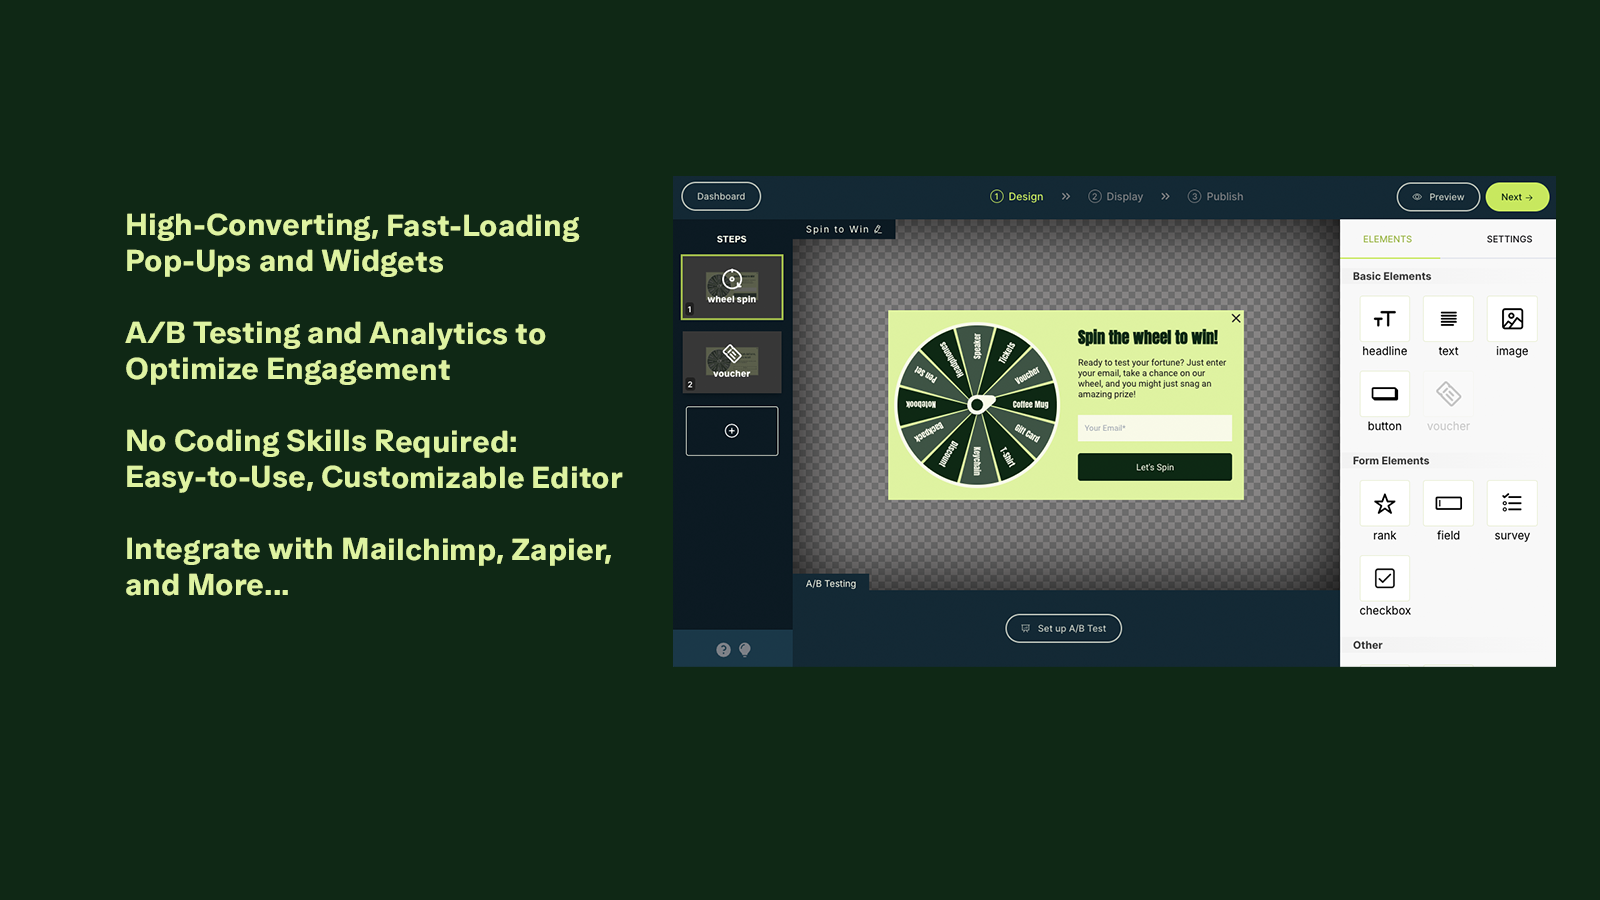 High-Converting, Fast-Loading
Pop-Ups and Widgets
A/B Testing and Analytics to
Optimize Engagement
No Coding Skills Required:
Easy-to-Use, Customizable Editor
Integrate with Mailchimp, Zapier,
and More...
Dashboard
1 Design
2 Display
3 Publish
Preview
Next →
STEPS
wheel spin
1
voucher
2
Spin to Win
Speaker
Tickets
Voucher
Coffee Mug
Gift Card
T-Shirt
Keychain
Discount
Backpack
Notebook
Pen Set
Headphones
Spin the wheel to win!
Ready to test your fortune? Just enter
your email, take a chance on our
wheel, and you might just snag an
amazing prize!
Your Email*
Let's Spin
A/B Testing
Set up A/B Test
ELEMENTS
SETTINGS
Basic Elements
headline
text
image
button
voucher
Form Elements
rank
field
survey
checkbox
Other